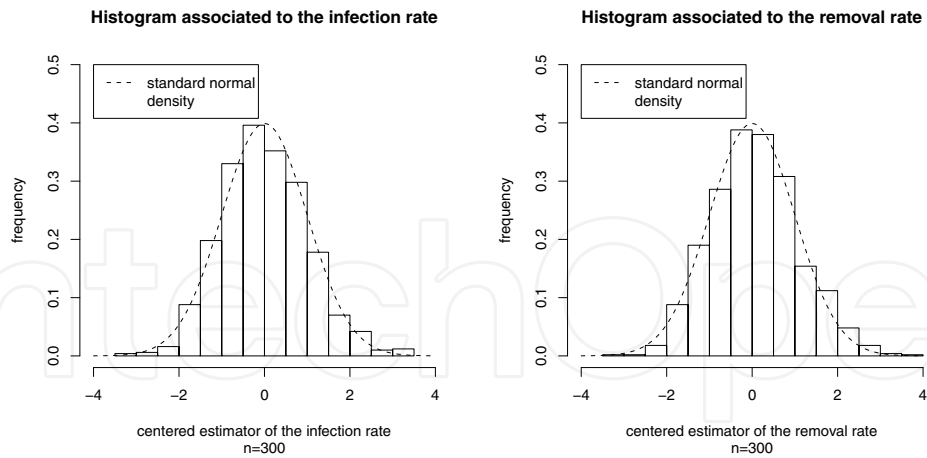 Histogram associated to the infection rate
0.5
0.4
0.3
0.2
0.1
0.0
frequency
standard normal
density
−4
−2
0
2
4
centered estimator of the infection rate
n=300
Histogram associated to the removal rate
0.5
0.4
0.3
0.2
0.1
0.0
frequency
standard normal
density
−4
−2
0
2
4
centered estimator of the removal rate
n=300
ntechOpe